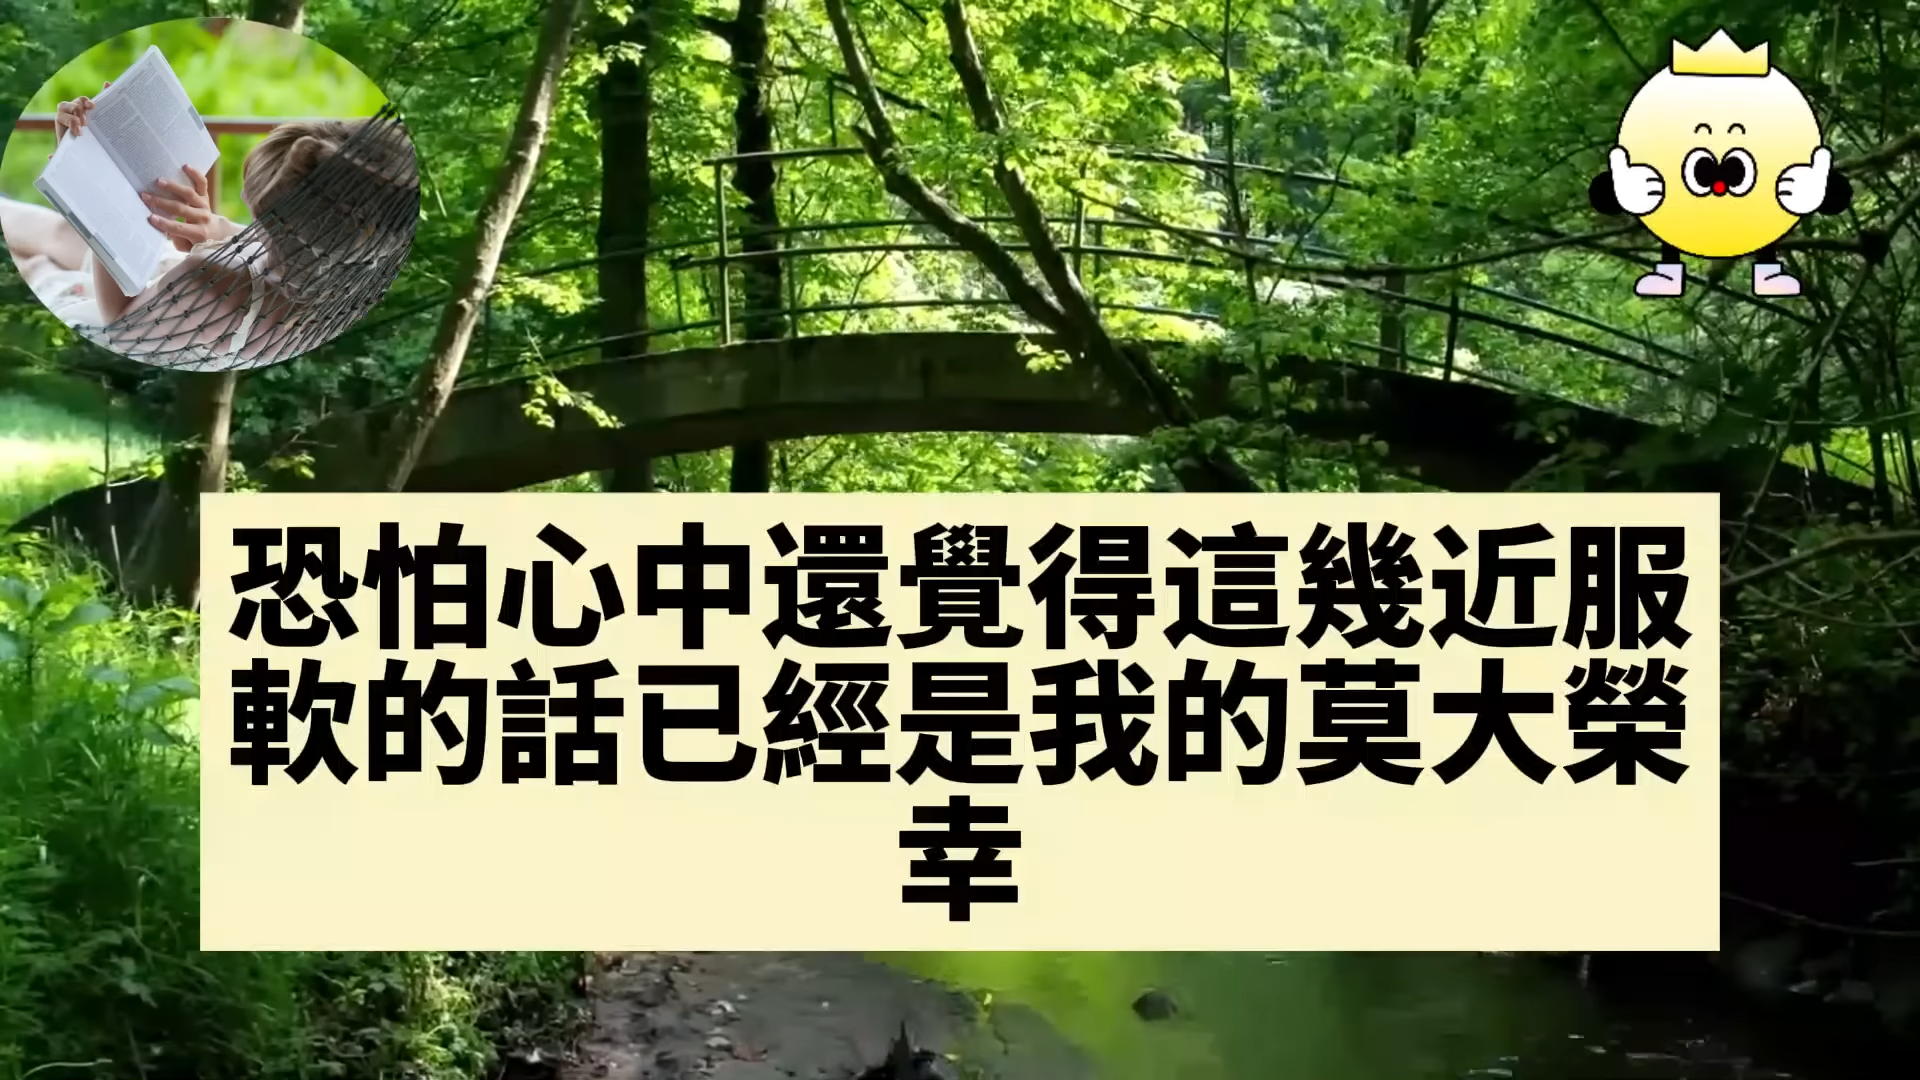 恐怕心中還覺得這幾近服
軟的話已經是我的莫大榮
幸